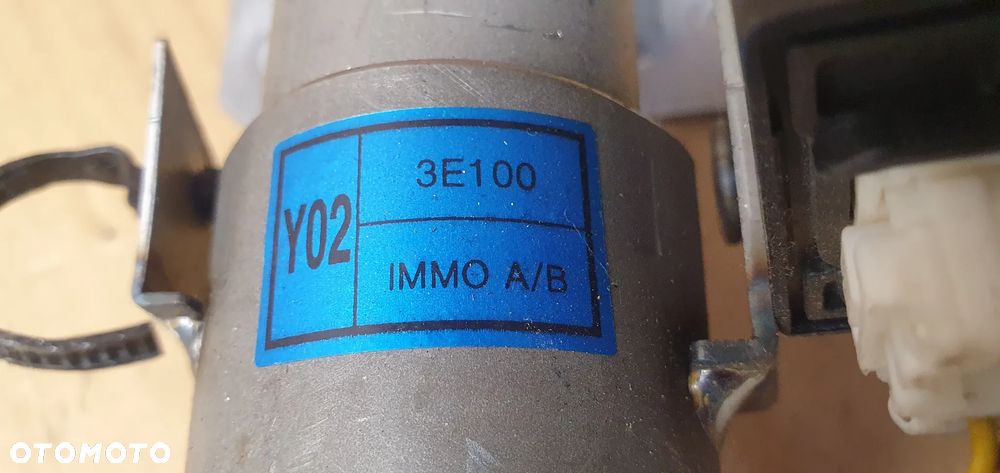 Y02
3E100
IMMO A/B
OTOMOTO